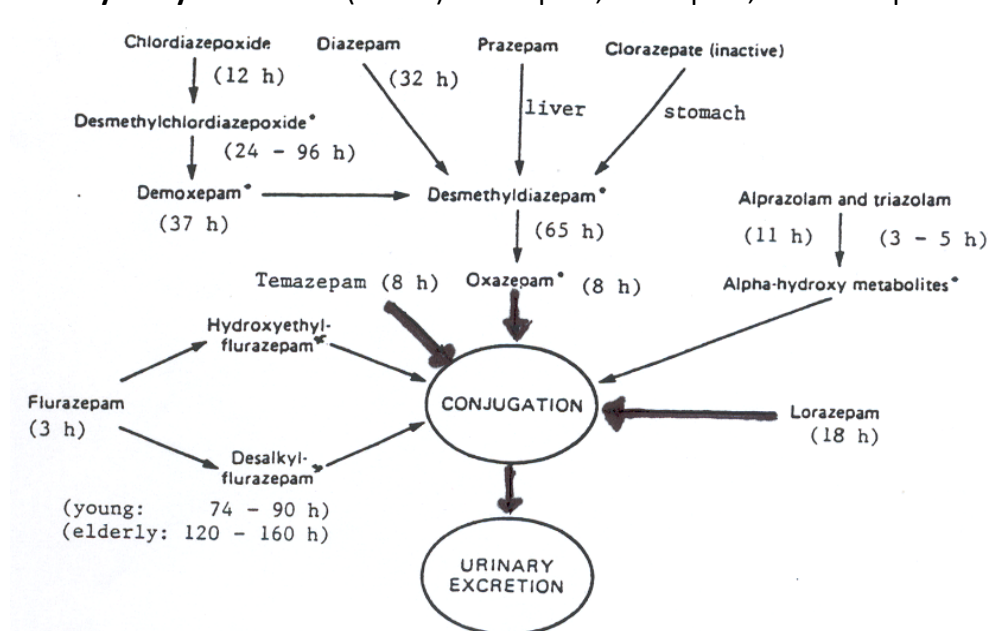 Chlordiazepoxide
Diazepam
Prazepam
Clorazepate (inactive)
(12 h)
(32 h)
liver
stomach
Desmethylchlordiazepoxide*
(24 - 96 h)
Demoxepam*
Desmethyldiazepam*
Alprazolam and triazolam
(37 h)
(65 h)
(11 h)
(3 - 5 h)
Temazepam (8 h)
Oxazepam*
(8 h)
Alpha-hydroxy metabolites*
Hydroxyethyl-
flurazepam*
Flurazepam
(3 h)
CONJUGATION
Lorazepam
(18 h)
Desalkyl-
flurazepam*
(young: 74 - 90 h)
(elderly: 120 - 160 h)
URINARY
EXCRETION